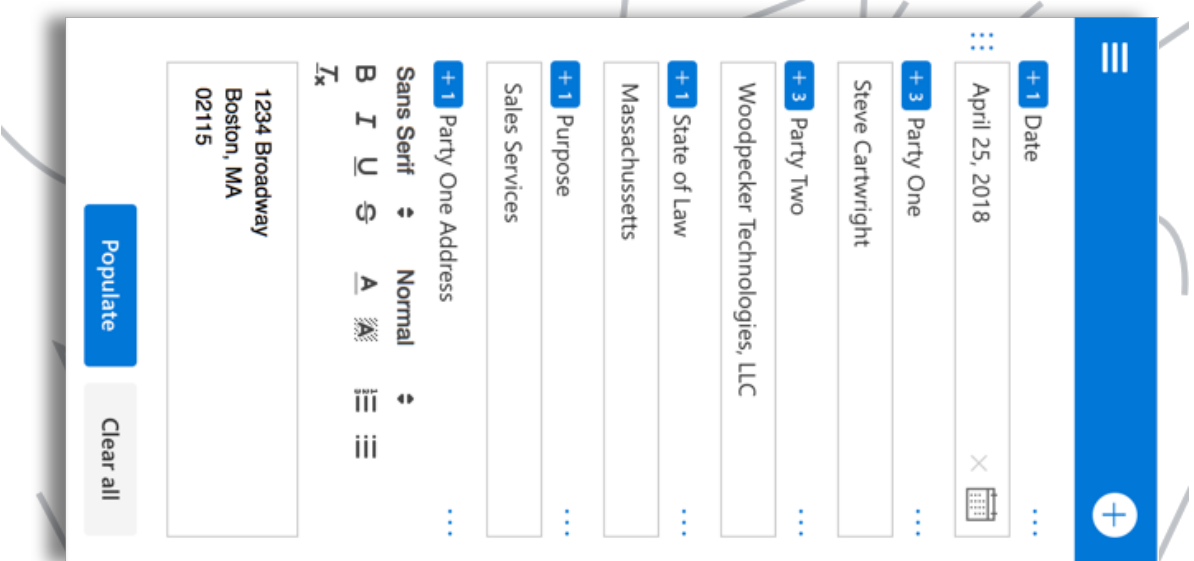 + 1 Date
April 25, 2018
+ 3 Party One
Steve Cartwright
+ 3 Party Two
Woodpecker Technologies, LLC
+ 1 State of Law
Massachussetts
+ 1 Purpose
Sales Services
+ 1 Party One Address
Sans Serif Normal
B I U S A A
Tx
1234 Broadway
Boston, MA
02115
Populate Clear all